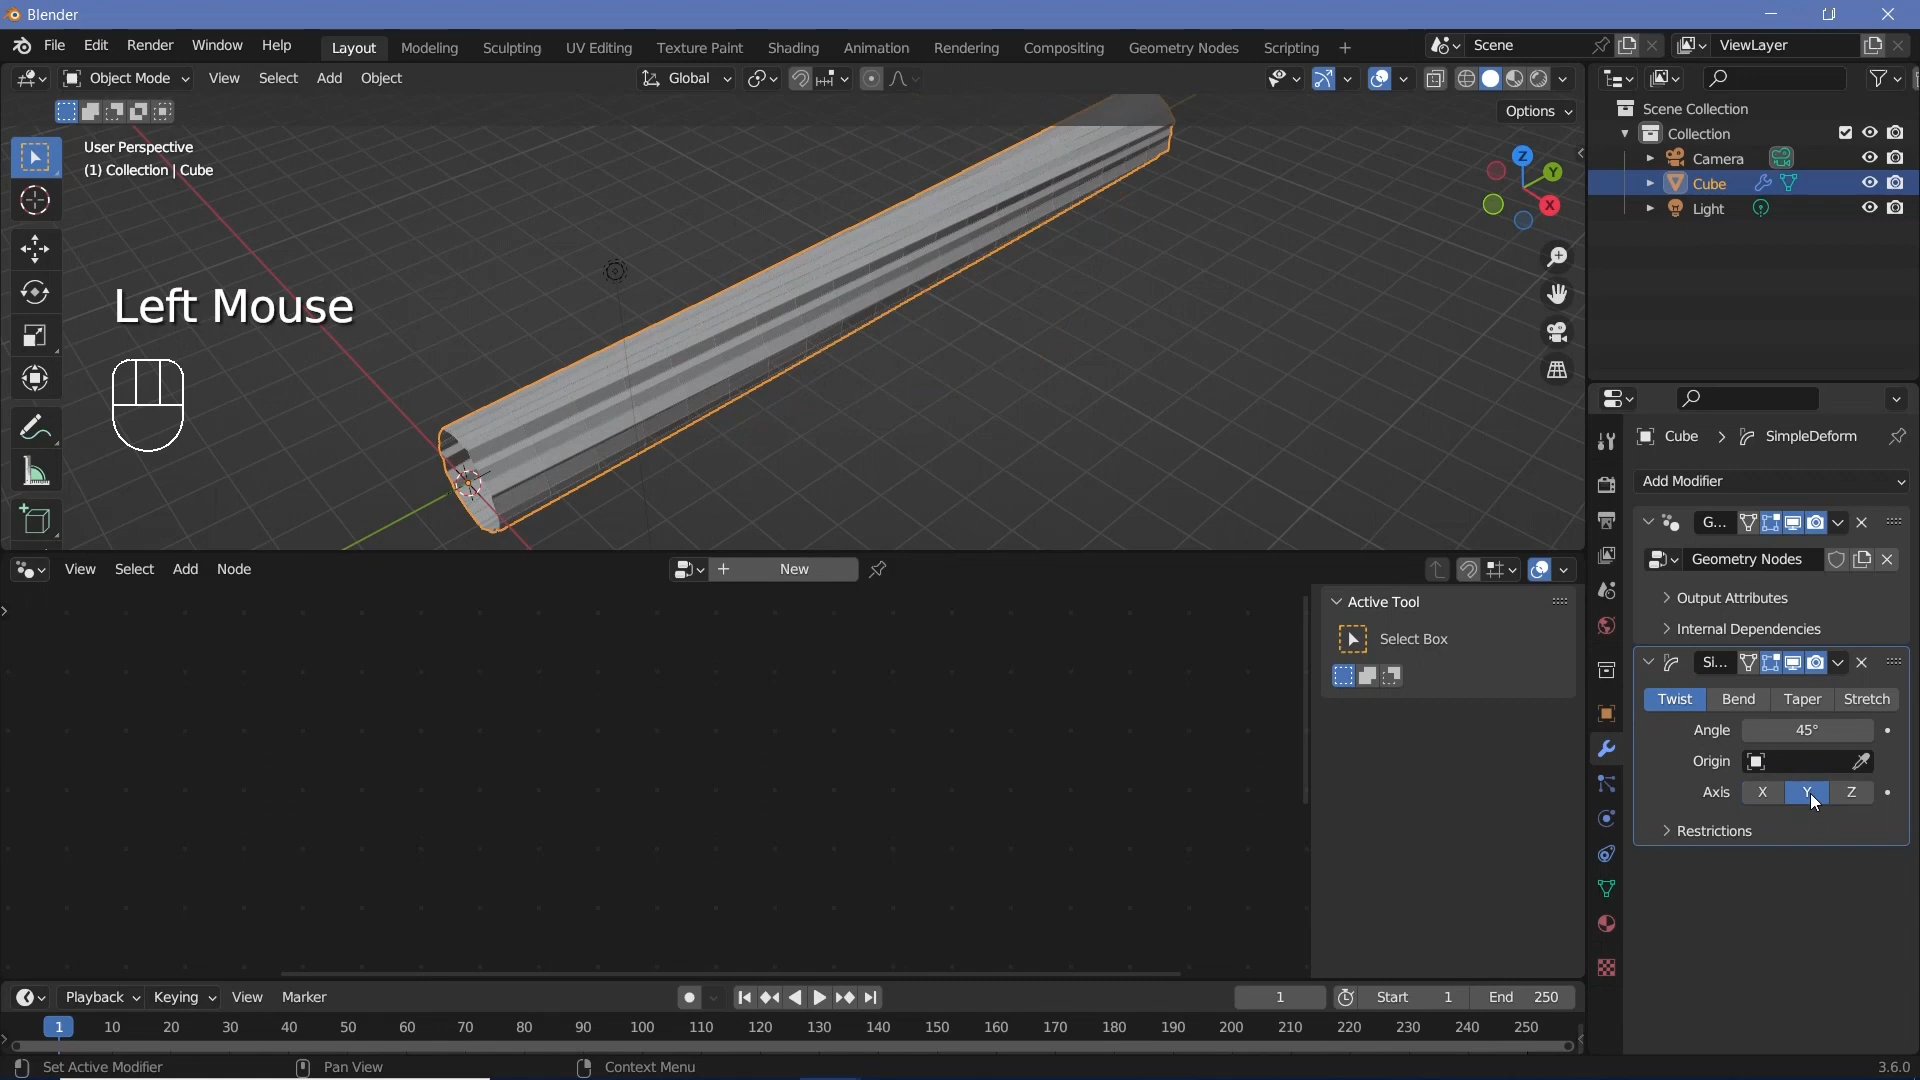 Blender
File Edit Render Window Help
Layout Modeling Sculpting UV Editing Texture Paint Shading Animation Rendering Compositing Geometry Nodes Scripting +
Scene
ViewLayer
Object Mode View Select Add Object
Global
Options
User Perspective
(1) Collection | Cube
Z
Y
X
Left Mouse
Scene Collection
Collection
Camera
Cube
Light
Cube > SimpleDeform
Add Modifier
G...
Geometry Nodes
Output Attributes
Internal Dependencies
Si...
Twist Bend Taper Stretch
Angle 45°
Origin
Axis X Y Z
Restrictions
View Select Add Node
+ New
Active Tool
Select Box
Playback Keying View Marker
1
Start 1 End 250
1 10 20 30 40 50 60 70 80 90 100 110 120 130 140 150 160 170 180 190 200 210 220 230 240 250
Set Active Modifier Pan View Context Menu
3.6.0